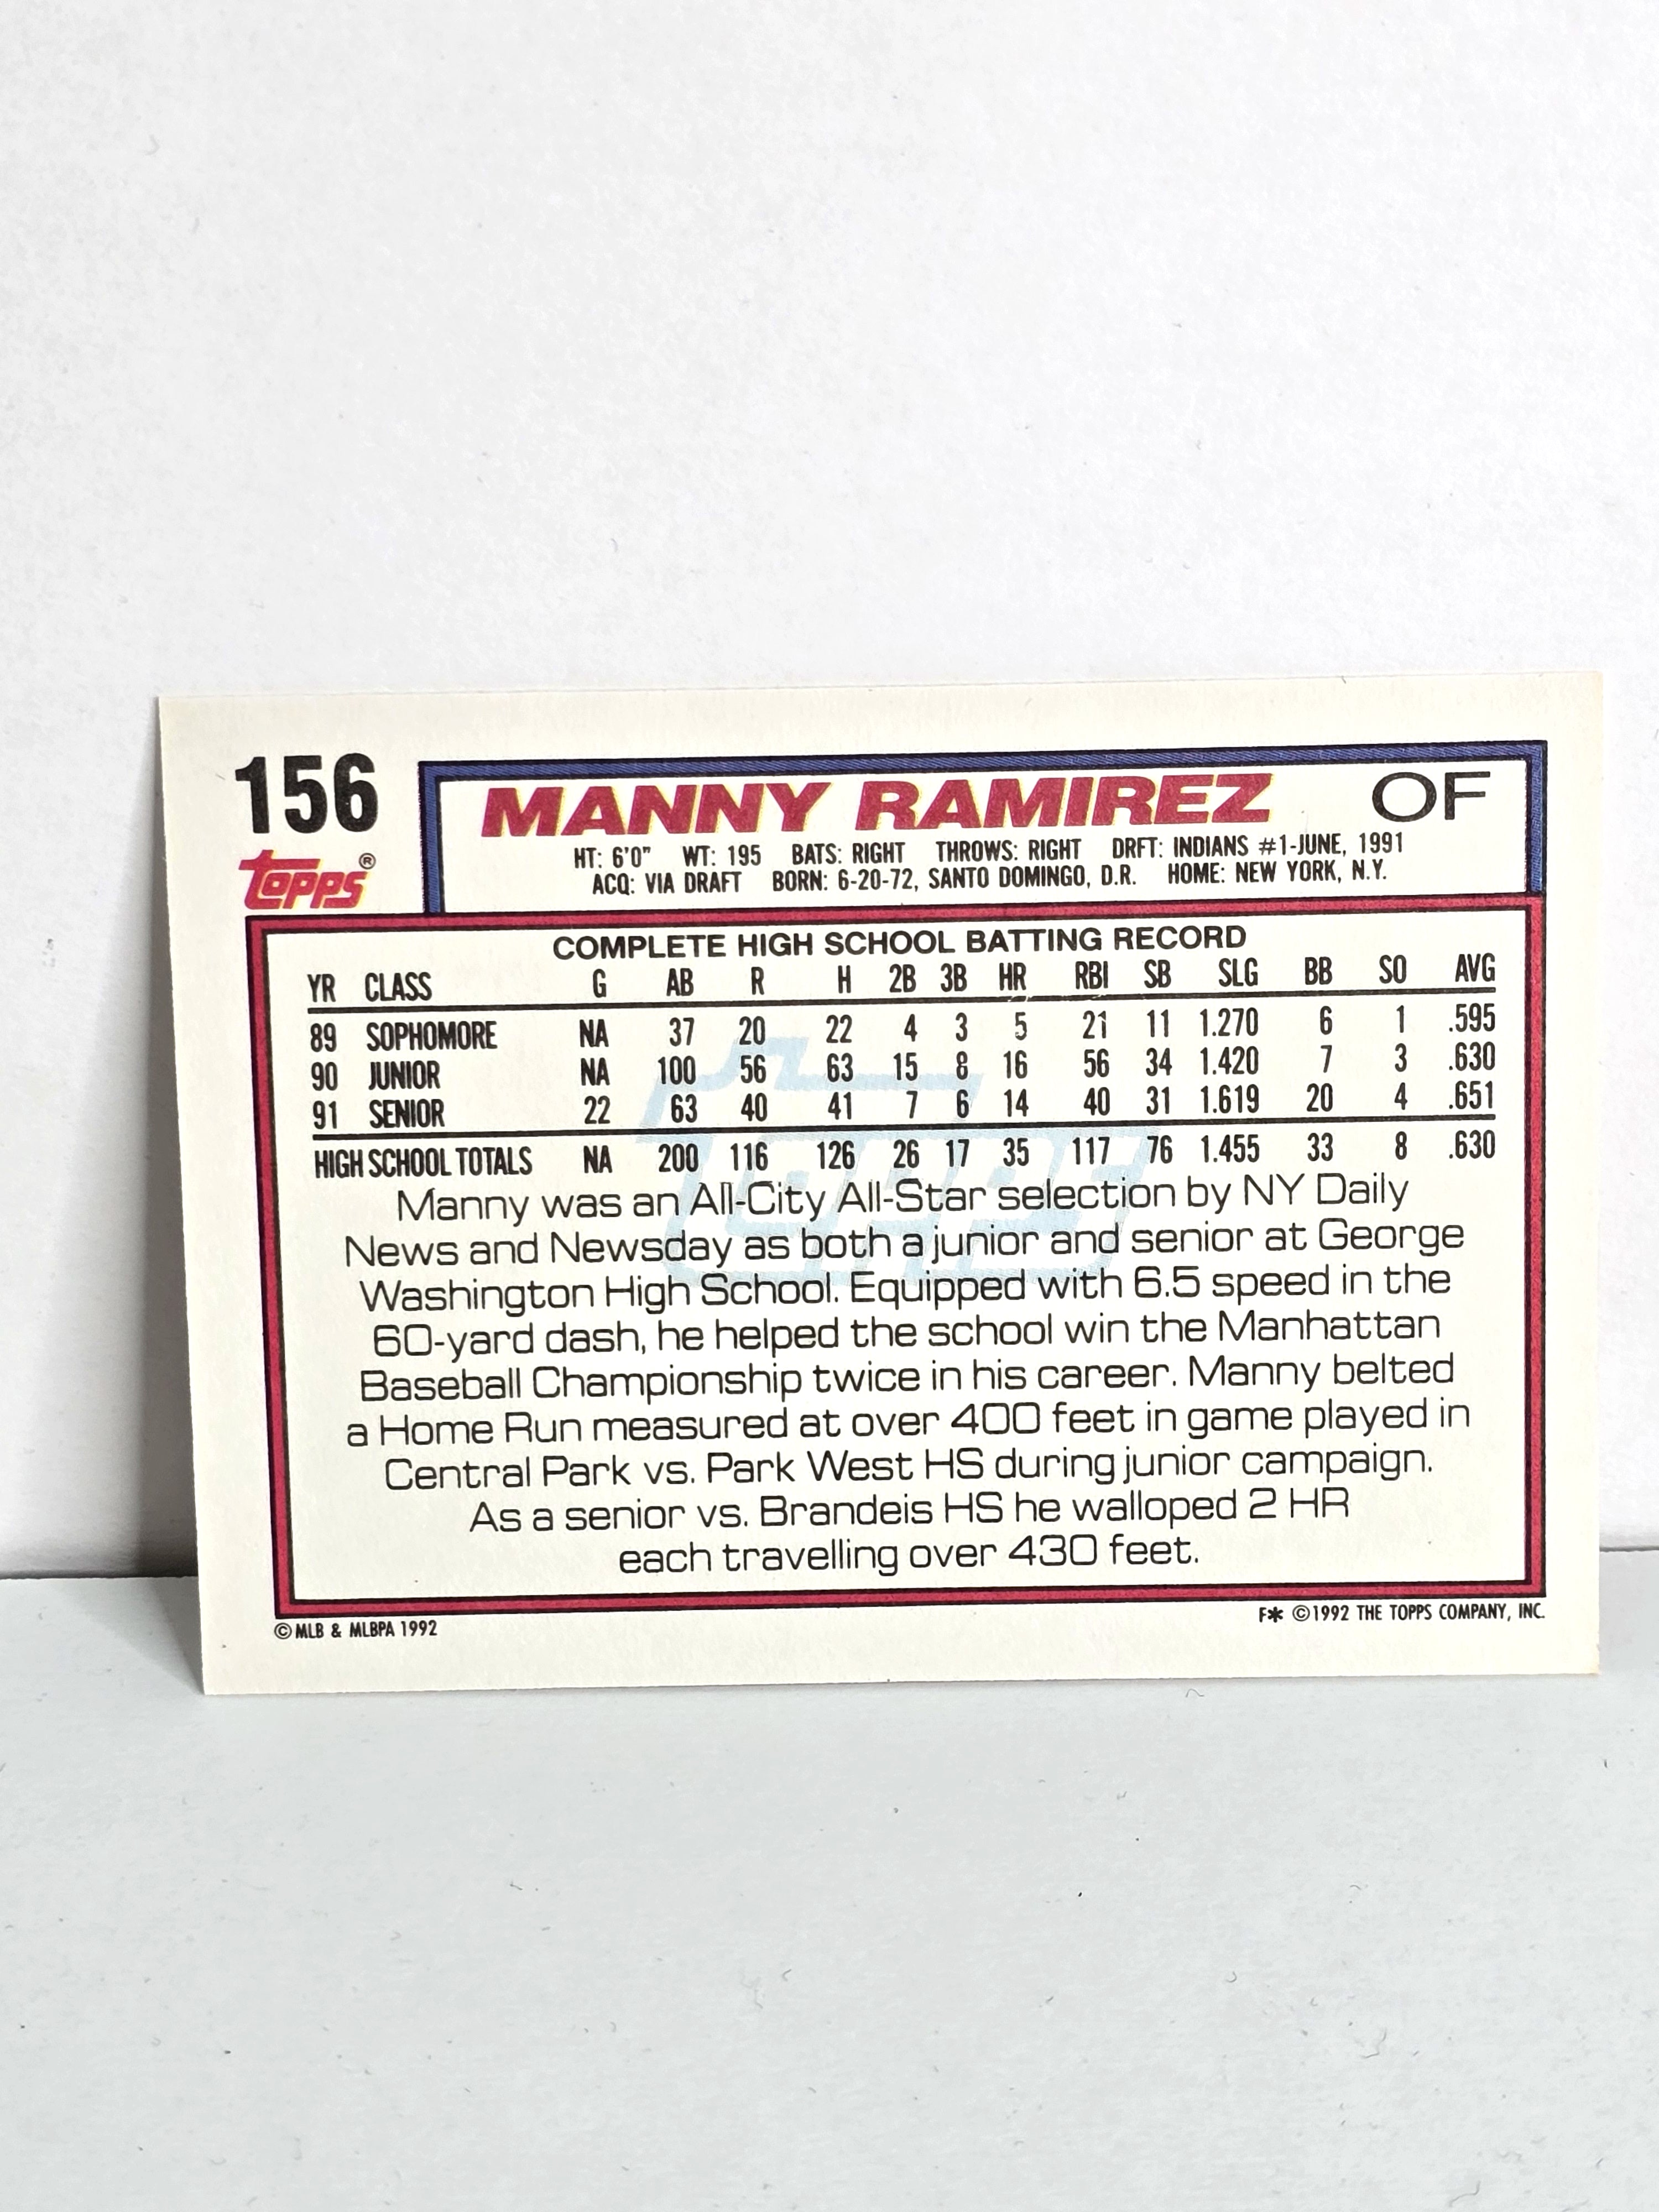 156
MANNY RAMIREZ OF
TOPPS®
HT: 6'0" WT: 195 BATS: RIGHT THROWS: RIGHT DRFT: INDIANS #1-JUNE, 1991
ACQ: VIA DRAFT BORN: 6-20-72, SANTO DOMINGO, D.R. HOME: NEW YORK, N.Y.
COMPLETE HIGH SCHOOL BATTING RECORD
YR CLASS G AB R H 2B 3B HR RBI SB SLG BB SO AVG
89 SOPHOMORE NA 37 20 22 4 3 5 21 11 1.270 6 1 .595
90 JUNIOR NA 100 56 63 15 8 16 56 34 1.420 7 3 .630
91 SENIOR 22 63 40 41 7 6 14 40 31 1.619 20 4 .651
HIGH SCHOOL TOTALS NA 200 116 126 26 17 35 117 76 1.455 33 8 .630
Manny was an All-City All-Star selection by NY Daily
News and Newsday as both a junior and senior at George
Washington High School. Equipped with 6.5 speed in the
60-yard dash, he helped the school win the Manhattan
Baseball Championship twice in his career. Manny belted
a Home Run measured at over 400 feet in game played in
Central Park vs. Park West HS during junior campaign.
As a senior vs. Brandeis HS he walloped 2 HR
each travelling over 430 feet.
© MLB & MLBPA 1992
F✱ ©1992 THE TOPPS COMPANY, INC.
TOPPS